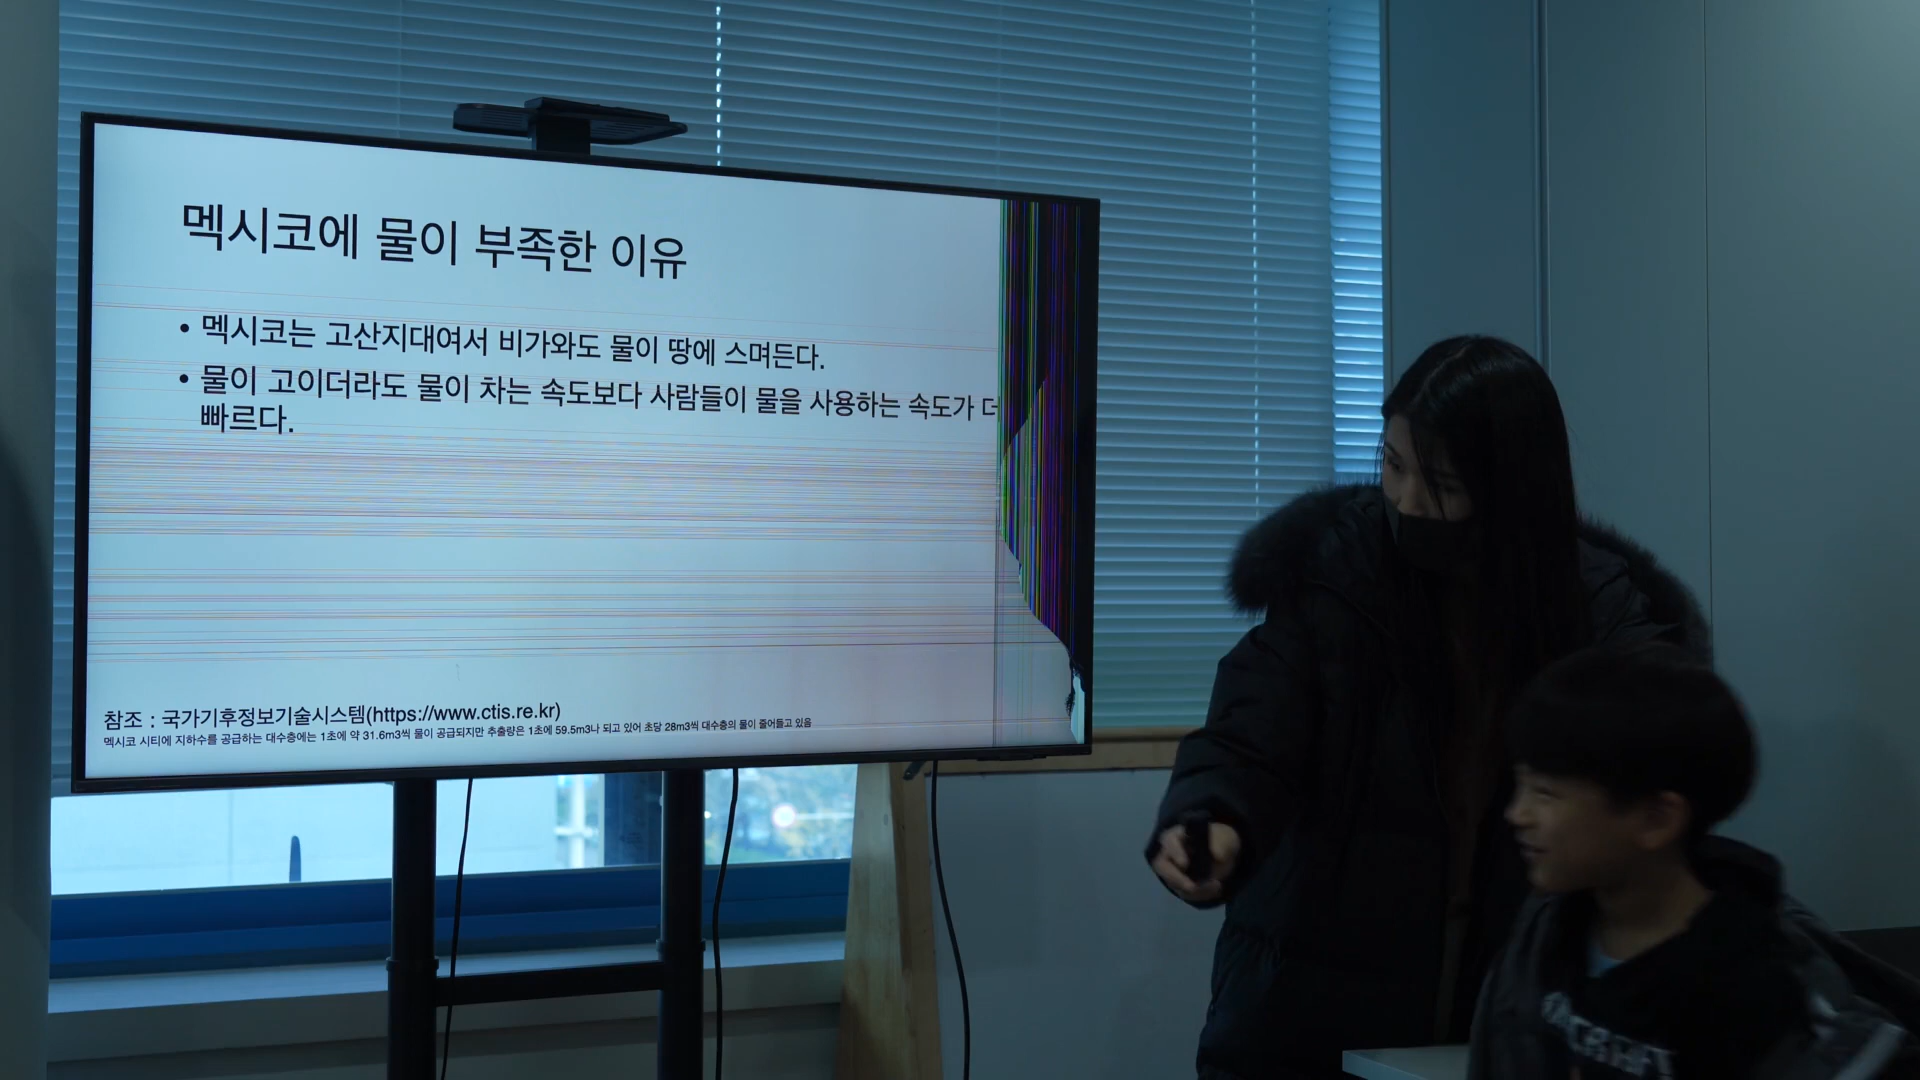 멕시코에 물이 부족한 이유
• 멕시코는 고산지대여서 비가와도 물이 땅에 스며든다.
• 물이 고이더라도 물이 차는 속도보다 사람들이 물을 사용하는 속도가 더
빠르다.
참조 : 국가기후정보기술시스템(https://www.ctis.re.kr)
멕시코 시티에 지하수를 공급하는 대수층에는 1초에 약 31.6m3씩 물이 공급되지만 추출량은 1초에 59.5m3나 되고 있어 초당 28m3씩 대수층의 물이 줄어들고 있음